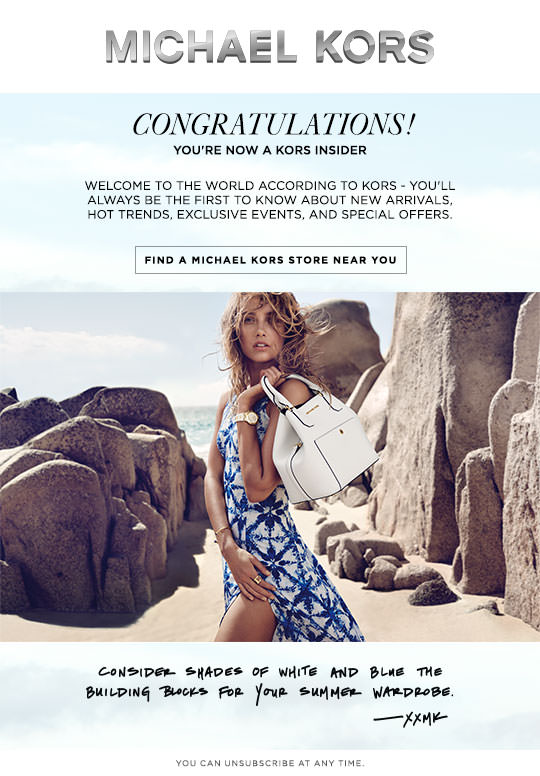 MICHAEL KORS
CONGRATULATIONS!
YOU'RE NOW A KORS INSIDER
WELCOME TO THE WORLD ACCORDING TO KORS - YOU'LL
ALWAYS BE THE FIRST TO KNOW ABOUT NEW ARRIVALS,
HOT TRENDS, EXCLUSIVE EVENTS, AND SPECIAL OFFERS.
FIND A MICHAEL KORS STORE NEAR YOU
CONSIDER SHADES OF WHITE AND BLUE THE
BUILDING BLOCKS FOR YOUR SUMMER WARDROBE.
—XXMK
YOU CAN UNSUBSCRIBE AT ANY TIME.